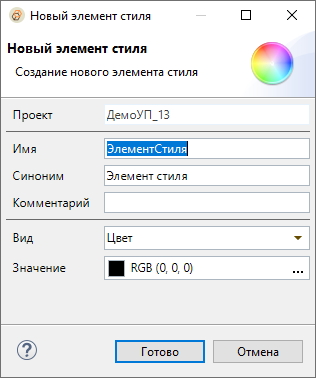 Новый элемент стиля
Новый элемент стиля
Создание нового элемента стиля
Проект ДемоУП_13
Имя ЭлементСтиля
Синоним Элемент стиля
Комментарий
Вид Цвет
Значение RGB (0, 0, 0) ...
? Готово Отмена